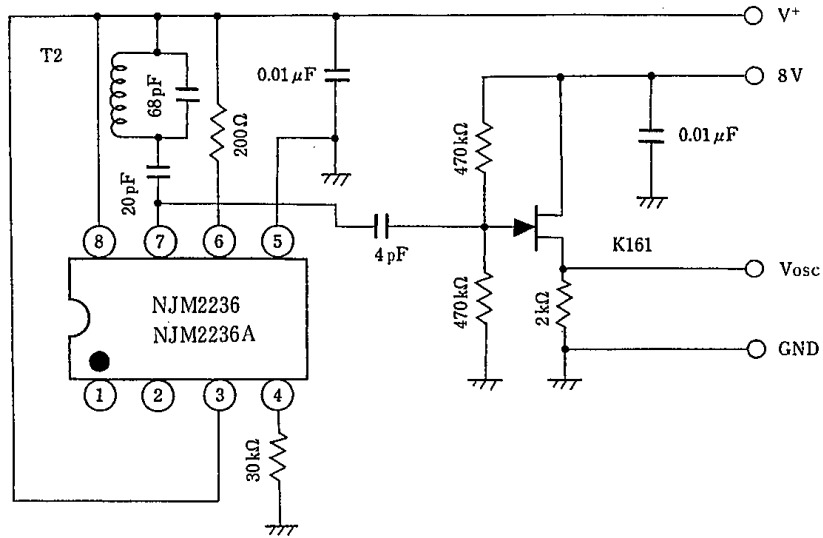 V⁺
T2
68pF
0.01μF
8V
200Ω
470kΩ
0.01μF
20pF
8
7
6
5
4pF
K161
NJM2236
NJM2236A
470kΩ
2kΩ
Vosc
GND
1
2
3
4
30kΩ